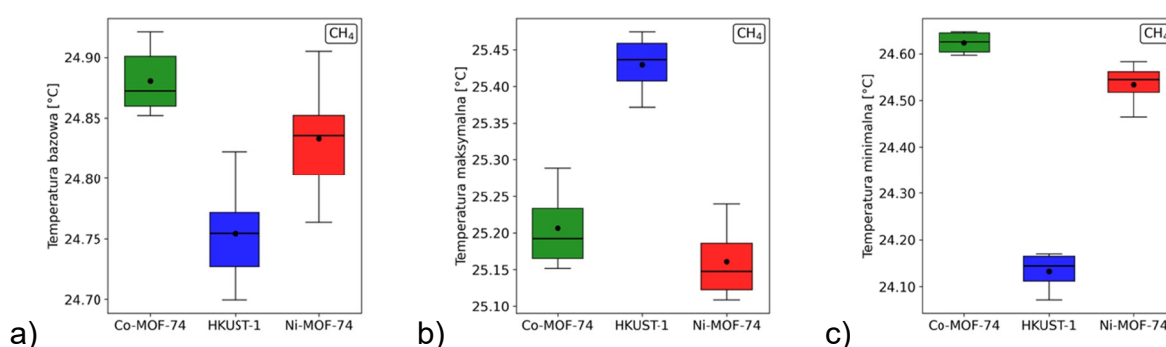 a)
Temperatura bazowa [°C]
CH₄
24.90
24.85
24.80
24.75
24.70
Co-MOF-74 HKUST-1 Ni-MOF-74
b)
Temperatura maksymalna [°C]
CH₄
25.45
25.40
25.35
25.30
25.25
25.20
25.15
25.10
Co-MOF-74 HKUST-1 Ni-MOF-74
c)
Temperatura minimalna [°C]
CH₄
24.60
24.50
24.40
24.30
24.20
24.10
Co-MOF-74 HKUST-1 Ni-MOF-74